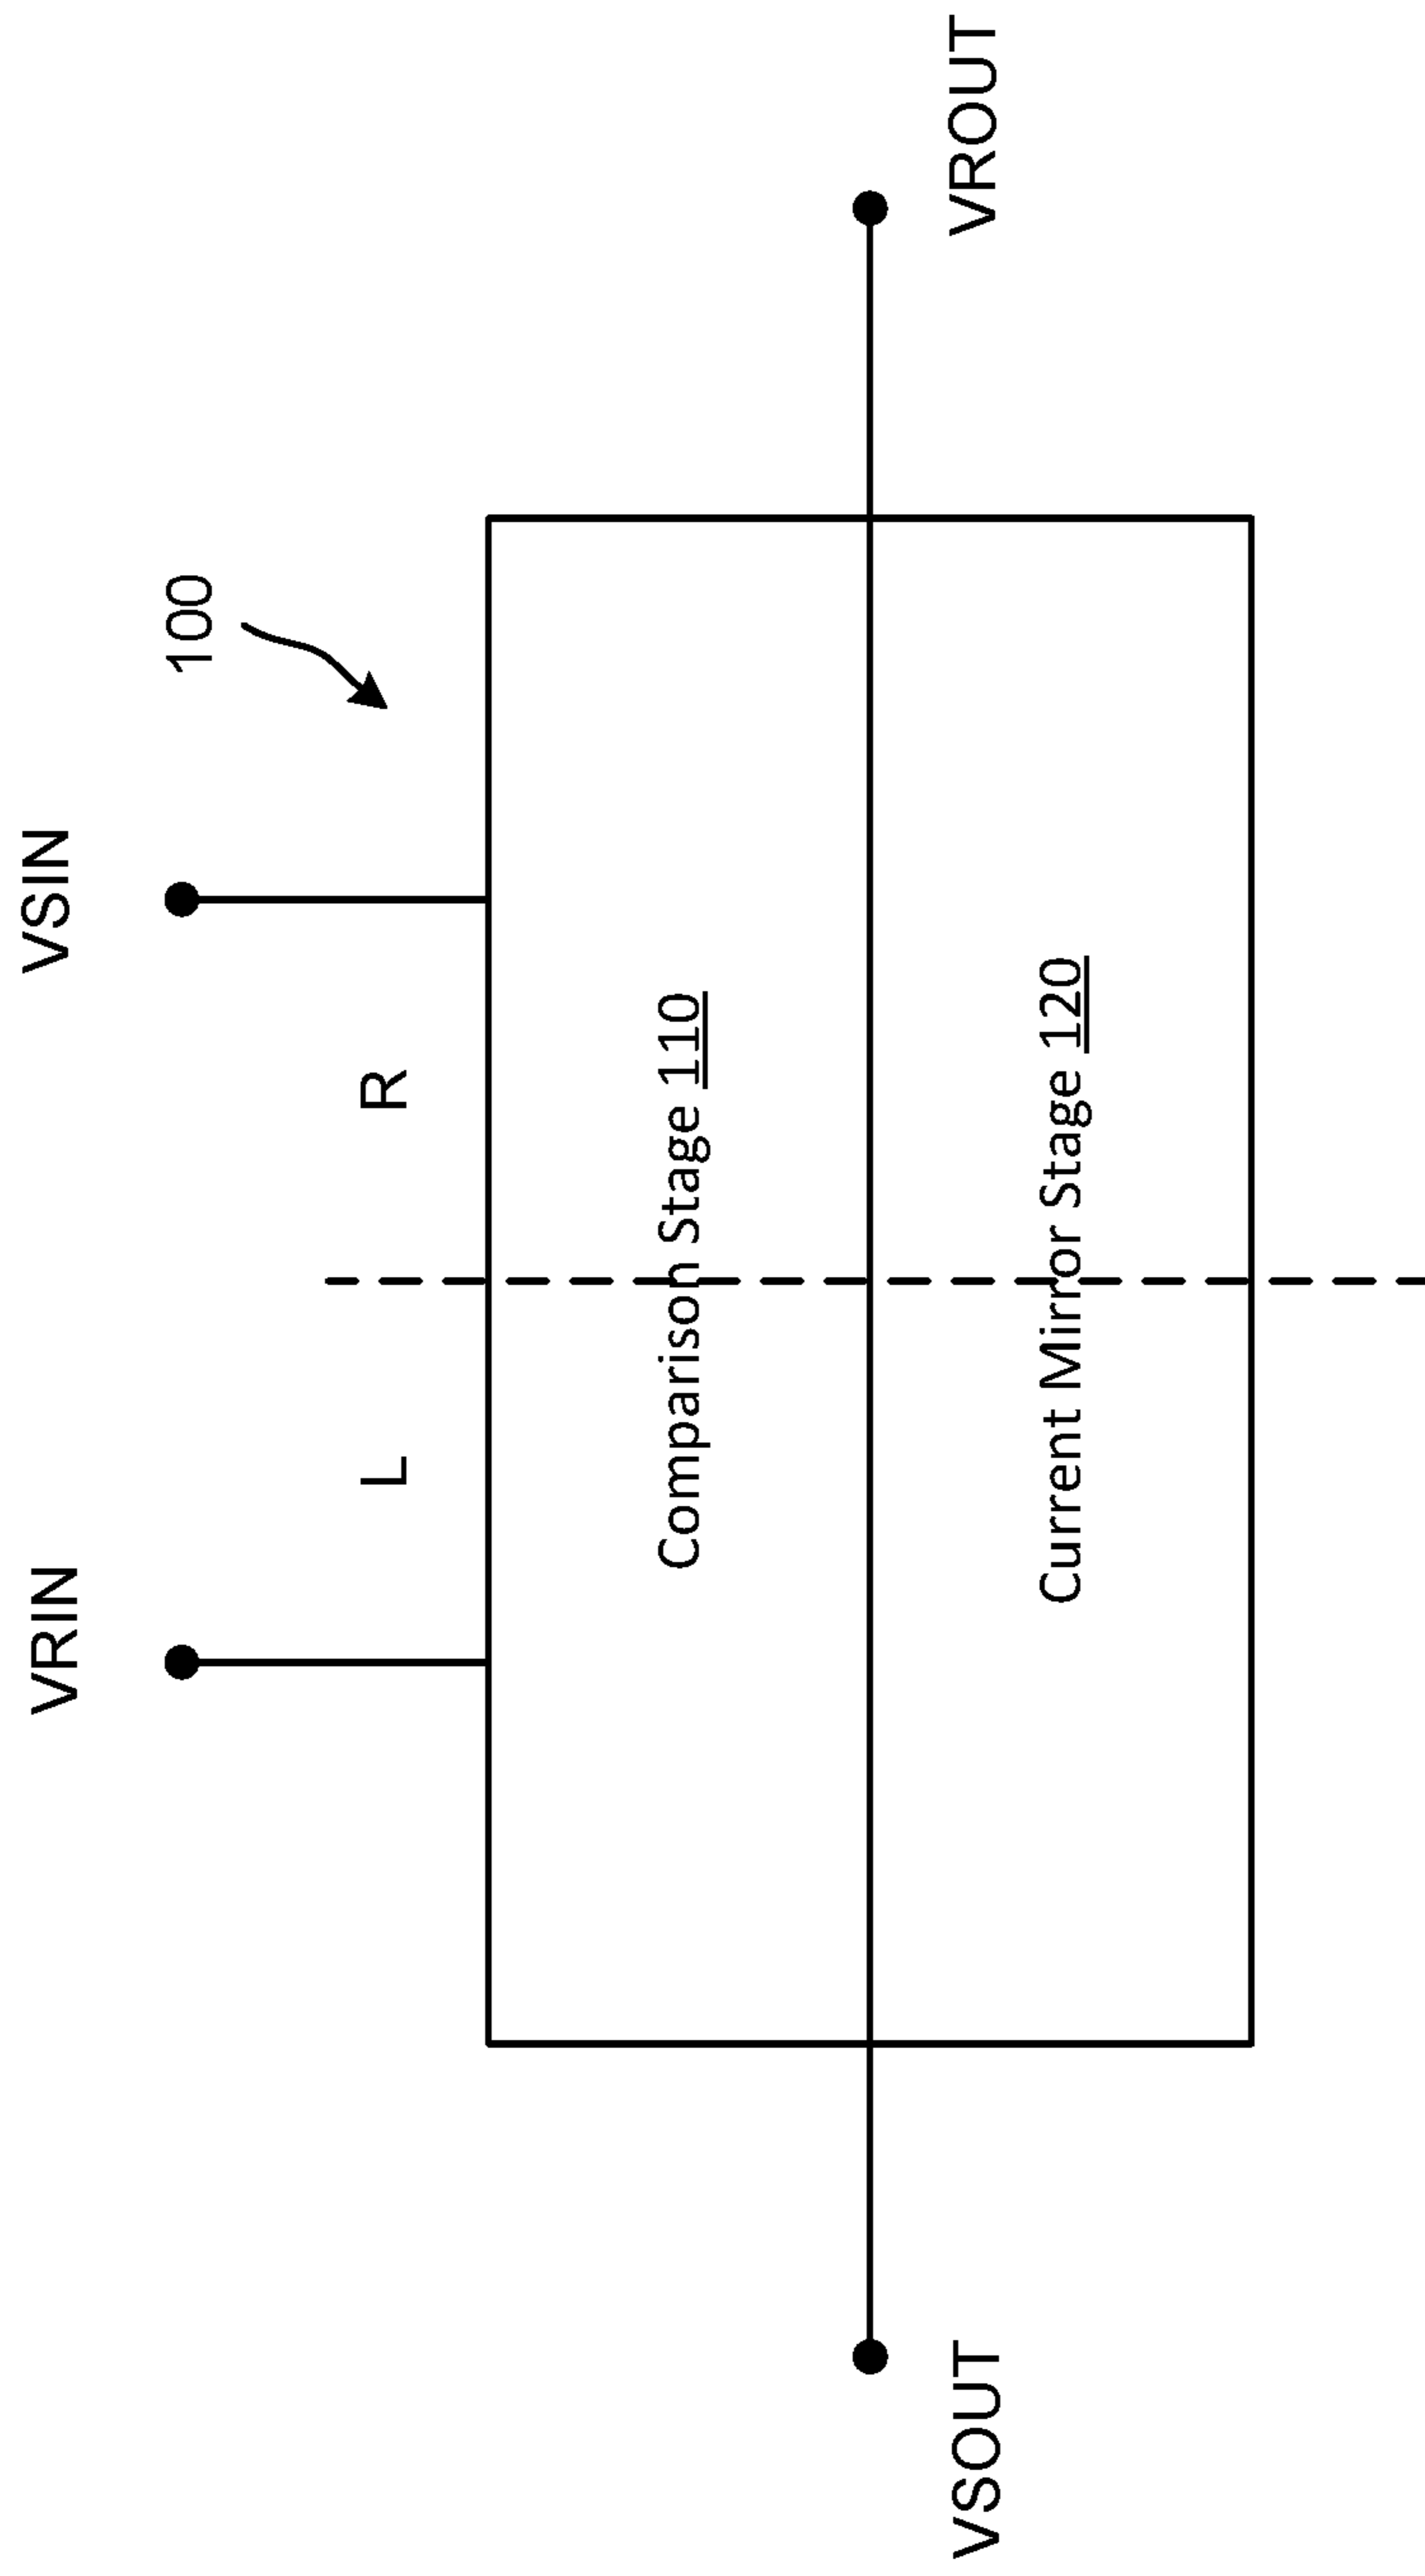 VRIN
VSIN
100
L
R
Comparison Stage 110
Current Mirror Stage 120
VSOUT
VROUT